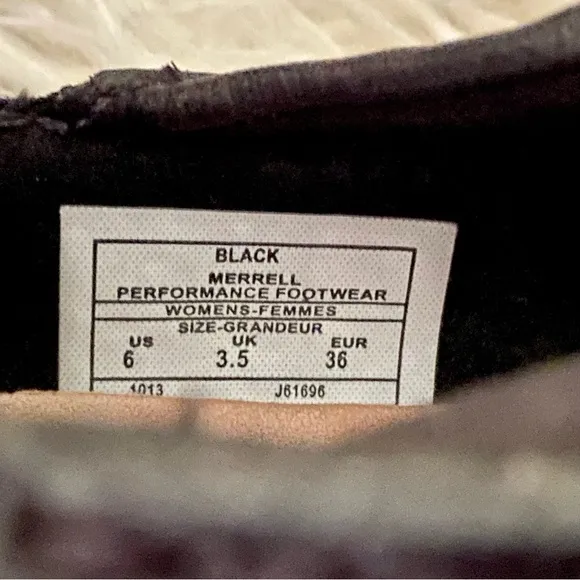 BLACK
MERRELL
PERFORMANCE FOOTWEAR
WOMENS-FEMMES
SIZE-GRANDEUR
US UK EUR
6 3.5 36
1013 J61696